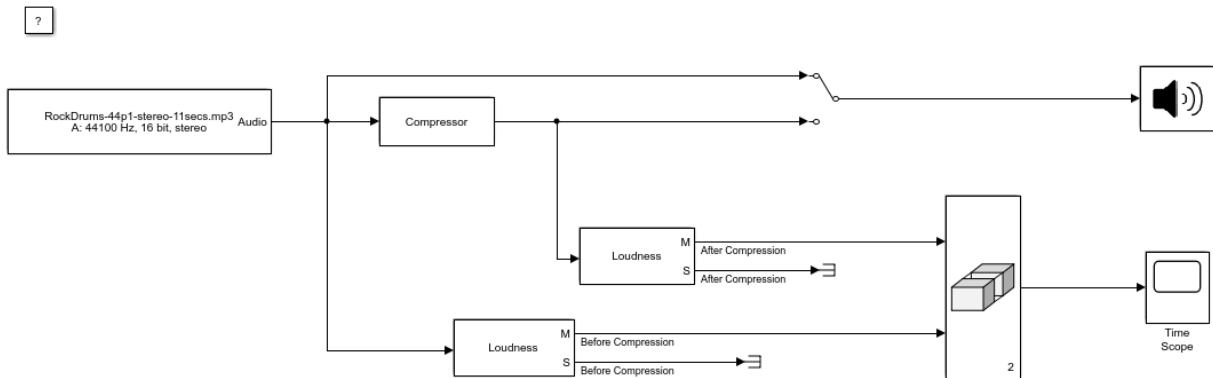 ?
RockDrums-44p1-stereo-11secs.mp3
A: 44100 Hz, 16 bit, stereo
Audio
Compressor
Loudness
M
After Compression
S
After Compression
Loudness
M
Before Compression
S
Before Compression
2
Time
Scope